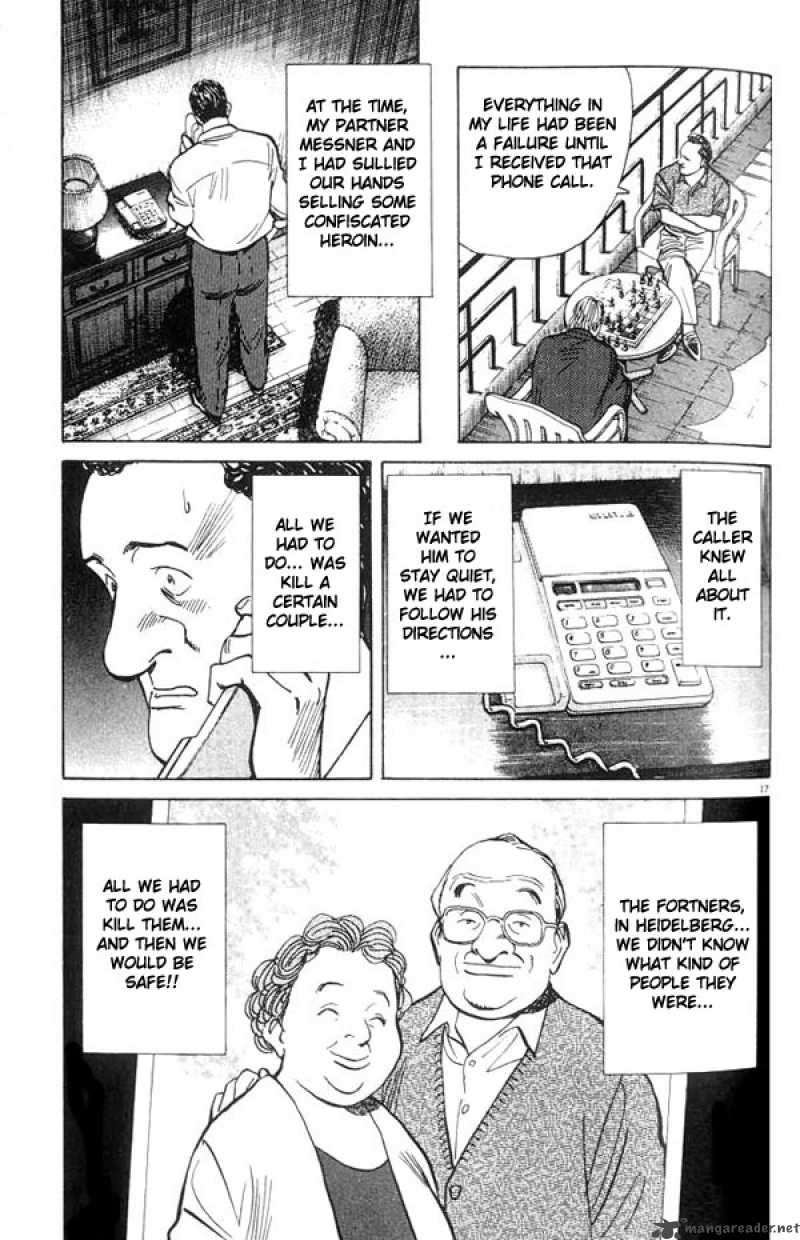 EVERYTHING IN
MY LIFE HAD BEEN
A FAILURE UNTIL
I RECEIVED THAT
PHONE CALL.
AT THE TIME,
MY PARTNER
MESSNER AND
I HAD SULLIED
OUR HANDS
SELLING SOME
CONFISCATED
HEROIN...
THE
CALLER
KNEW
ALL
ABOUT
IT.
IF WE
WANTED
HIM TO
STAY QUIET,
WE HAD TO
FOLLOW HIS
DIRECTIONS
...
ALL WE
HAD TO
DO... WAS
KILL A
CERTAIN
COUPLE...
17
THE FORTNERS,
IN HEIDELBERG...
WE DIDN'T KNOW
WHAT KIND OF
PEOPLE THEY
WERE...
ALL WE HAD
TO DO WAS
KILL THEM...
AND THEN WE
WOULD BE
SAFE!!
mangareader.net